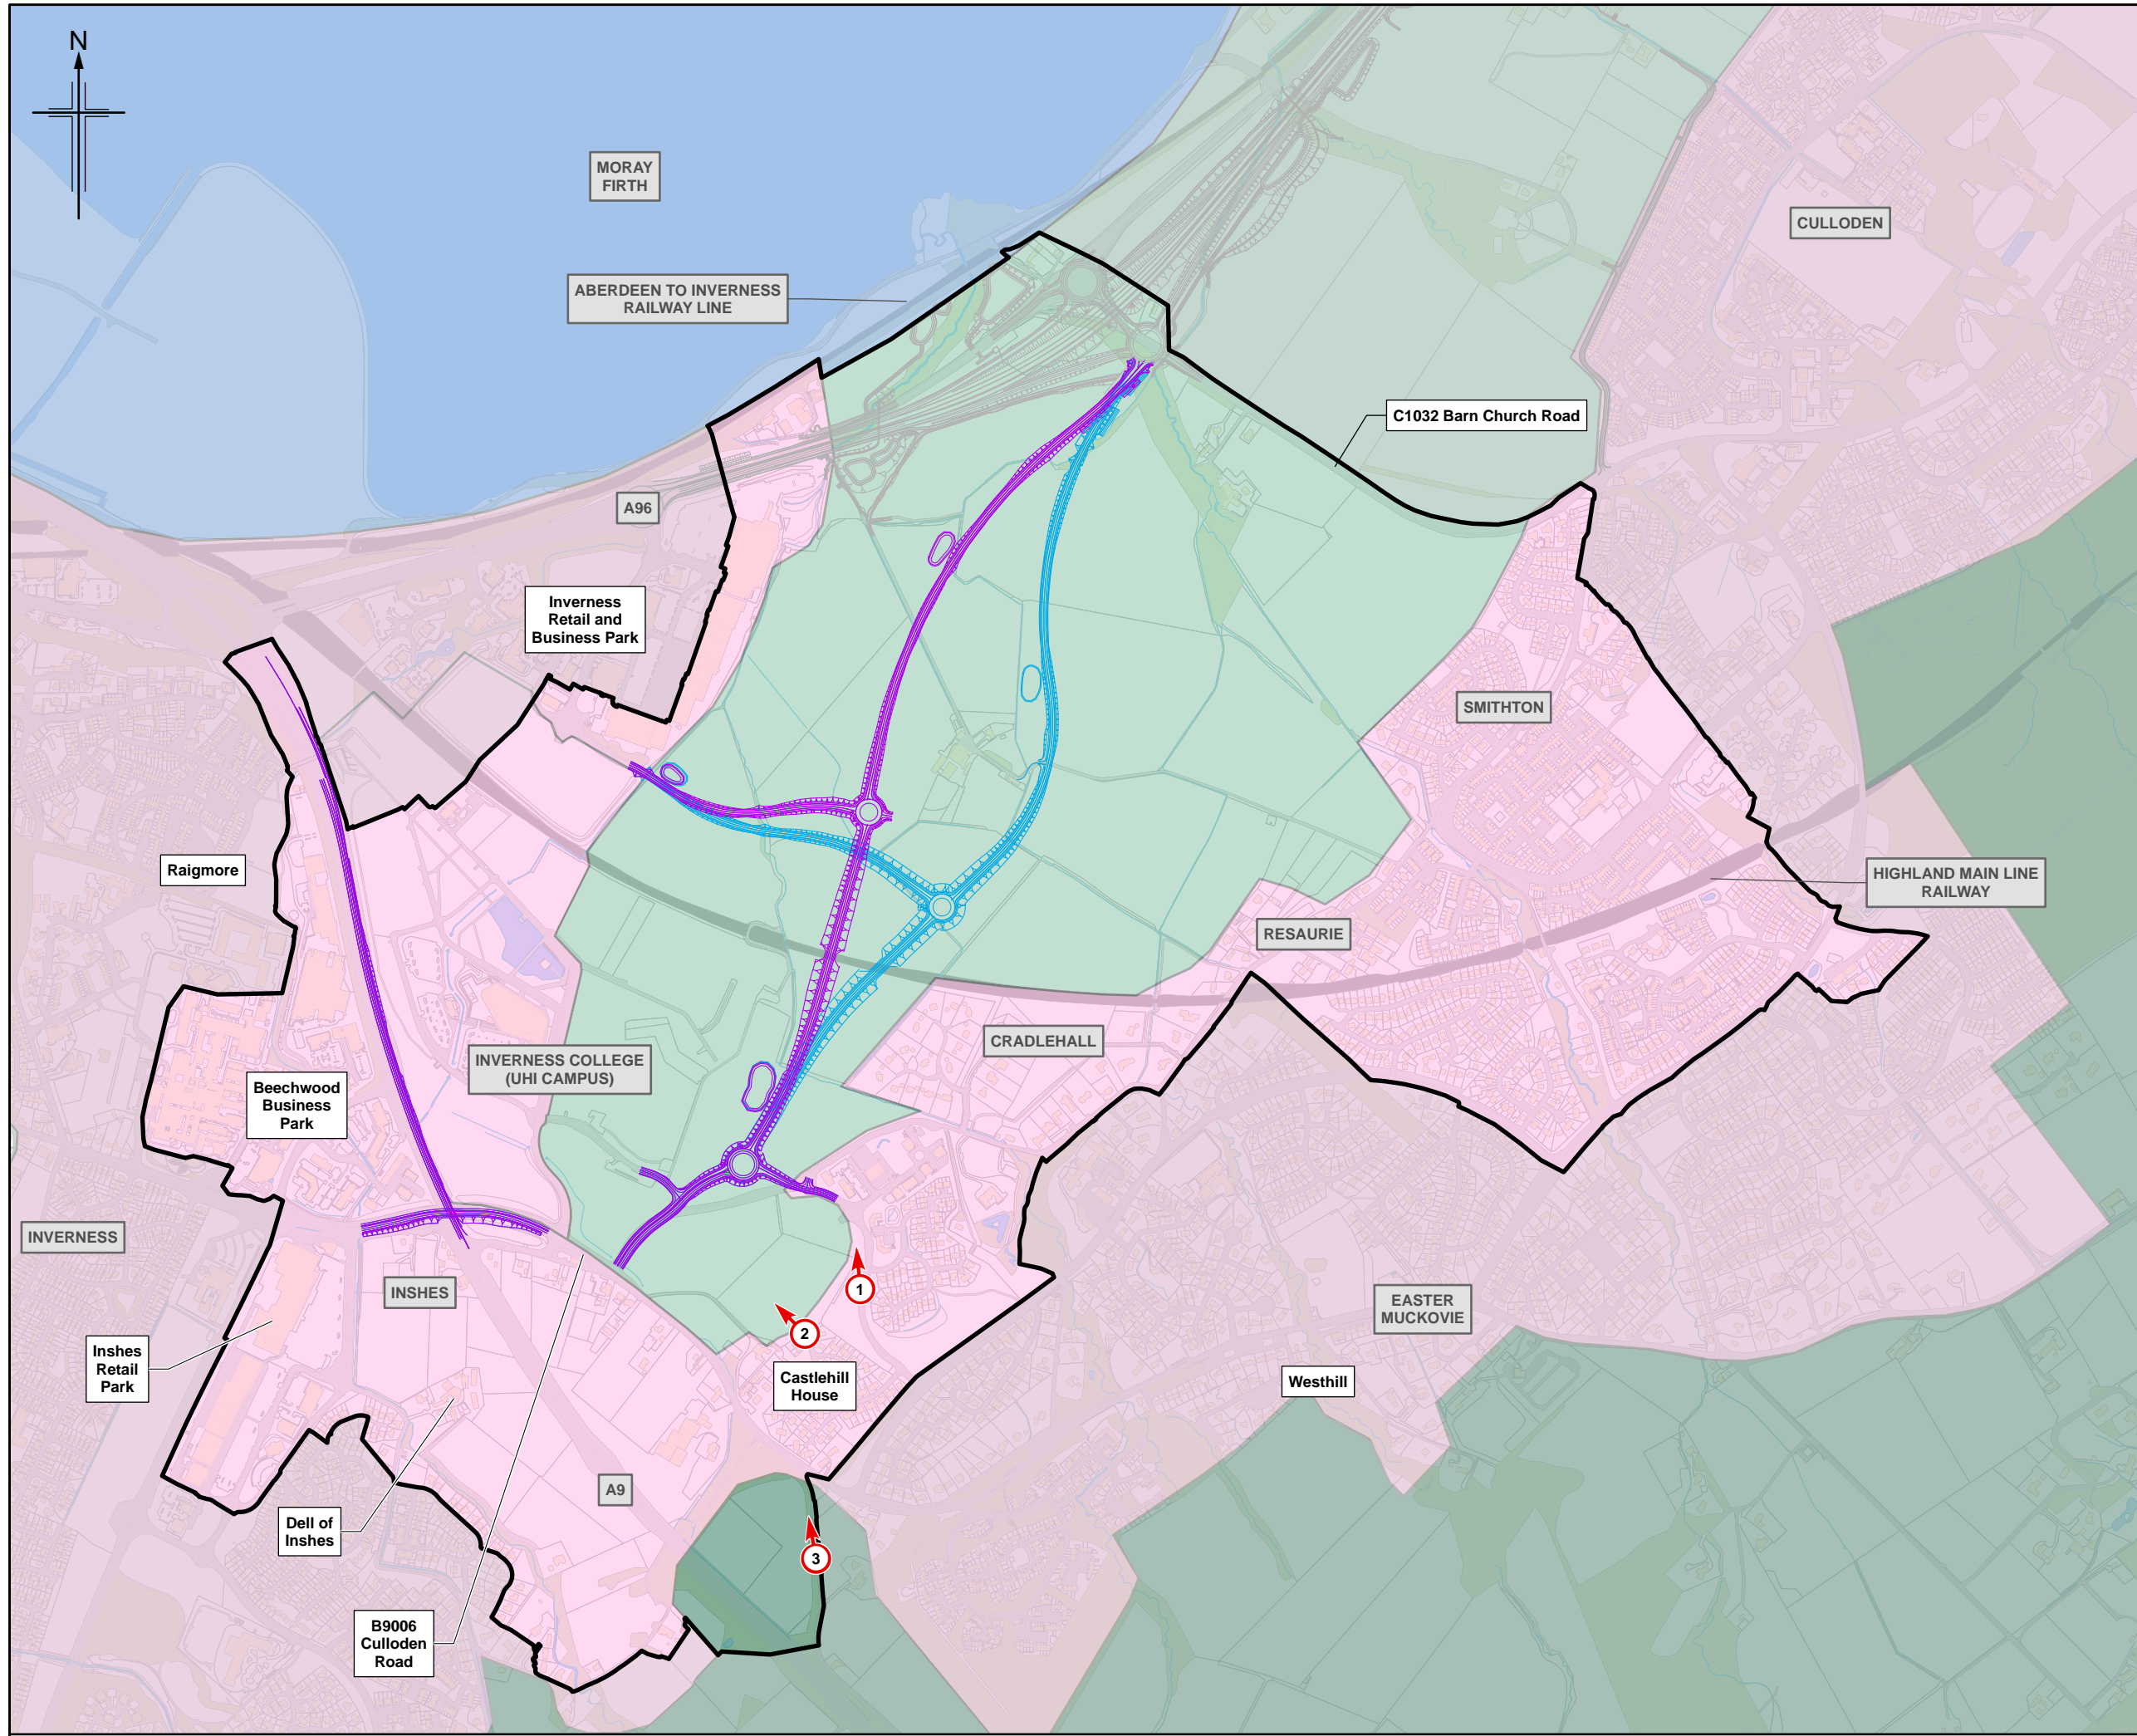 N
MORAY
FIRTH
CULLODEN
ABERDEEN TO INVERNESS
RAILWAY LINE
C1032 Barn Church Road
A96
Inverness
Retail and
Business Park
SMITHTON
Raigmore
HIGHLAND MAIN LINE
RAILWAY
RESAURIE
CRADLEHALL
INVERNESS COLLEGE
(UHI CAMPUS)
Beechwood
Business
Park
INVERNESS
INSHES
1
EASTER
MUCKOVIE
2
Inshes
Retail
Park
Castlehill
House
Westhill
A9
Dell of
Inshes
3
B9006
Culloden
Road